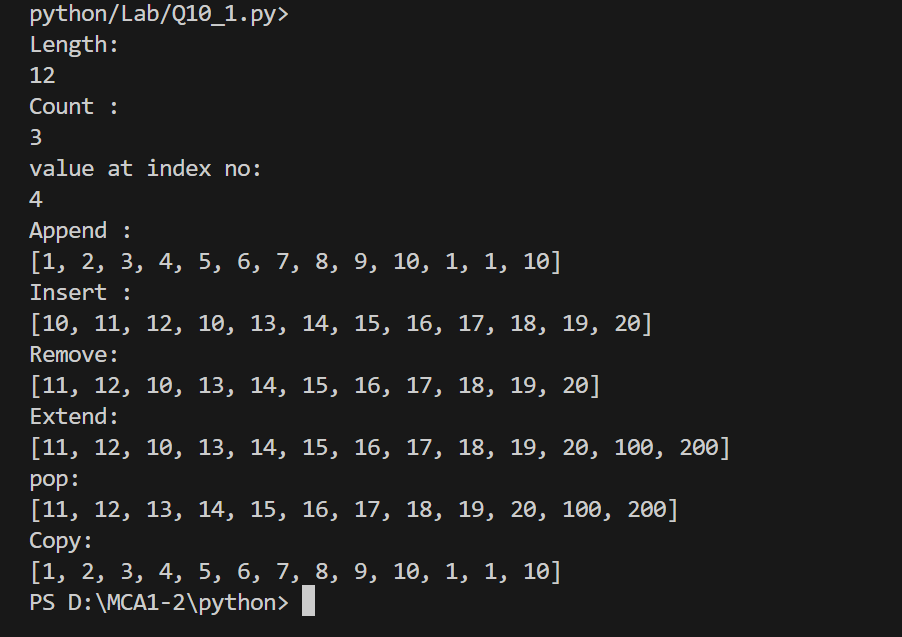 python/Lab/Q10_1.py>
Length:
12
Count :
3
value at index no:
4
Append :
[1, 2, 3, 4, 5, 6, 7, 8, 9, 10, 1, 1, 10]
Insert :
[10, 11, 12, 10, 13, 14, 15, 16, 17, 18, 19, 20]
Remove:
[11, 12, 10, 13, 14, 15, 16, 17, 18, 19, 20]
Extend:
[11, 12, 10, 13, 14, 15, 16, 17, 18, 19, 20, 100, 200]
pop:
[11, 12, 13, 14, 15, 16, 17, 18, 19, 20, 100, 200]
Copy:
[1, 2, 3, 4, 5, 6, 7, 8, 9, 10, 1, 1, 10]
PS D:\MCA1-2\python>